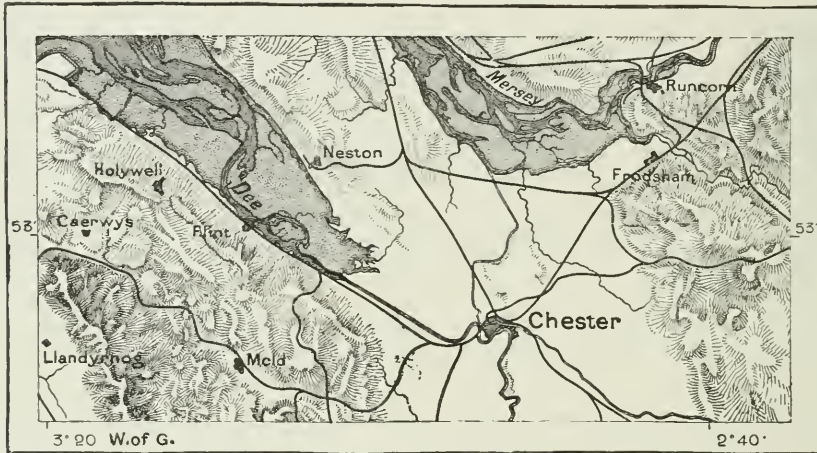 Mersey
Runcorn
Neston
Holywell
Dee
Frodsham
Caerwys
Flint
53°
53°
Chester
Llandyrnog
Mold
3°20 W.of G.
2°40'